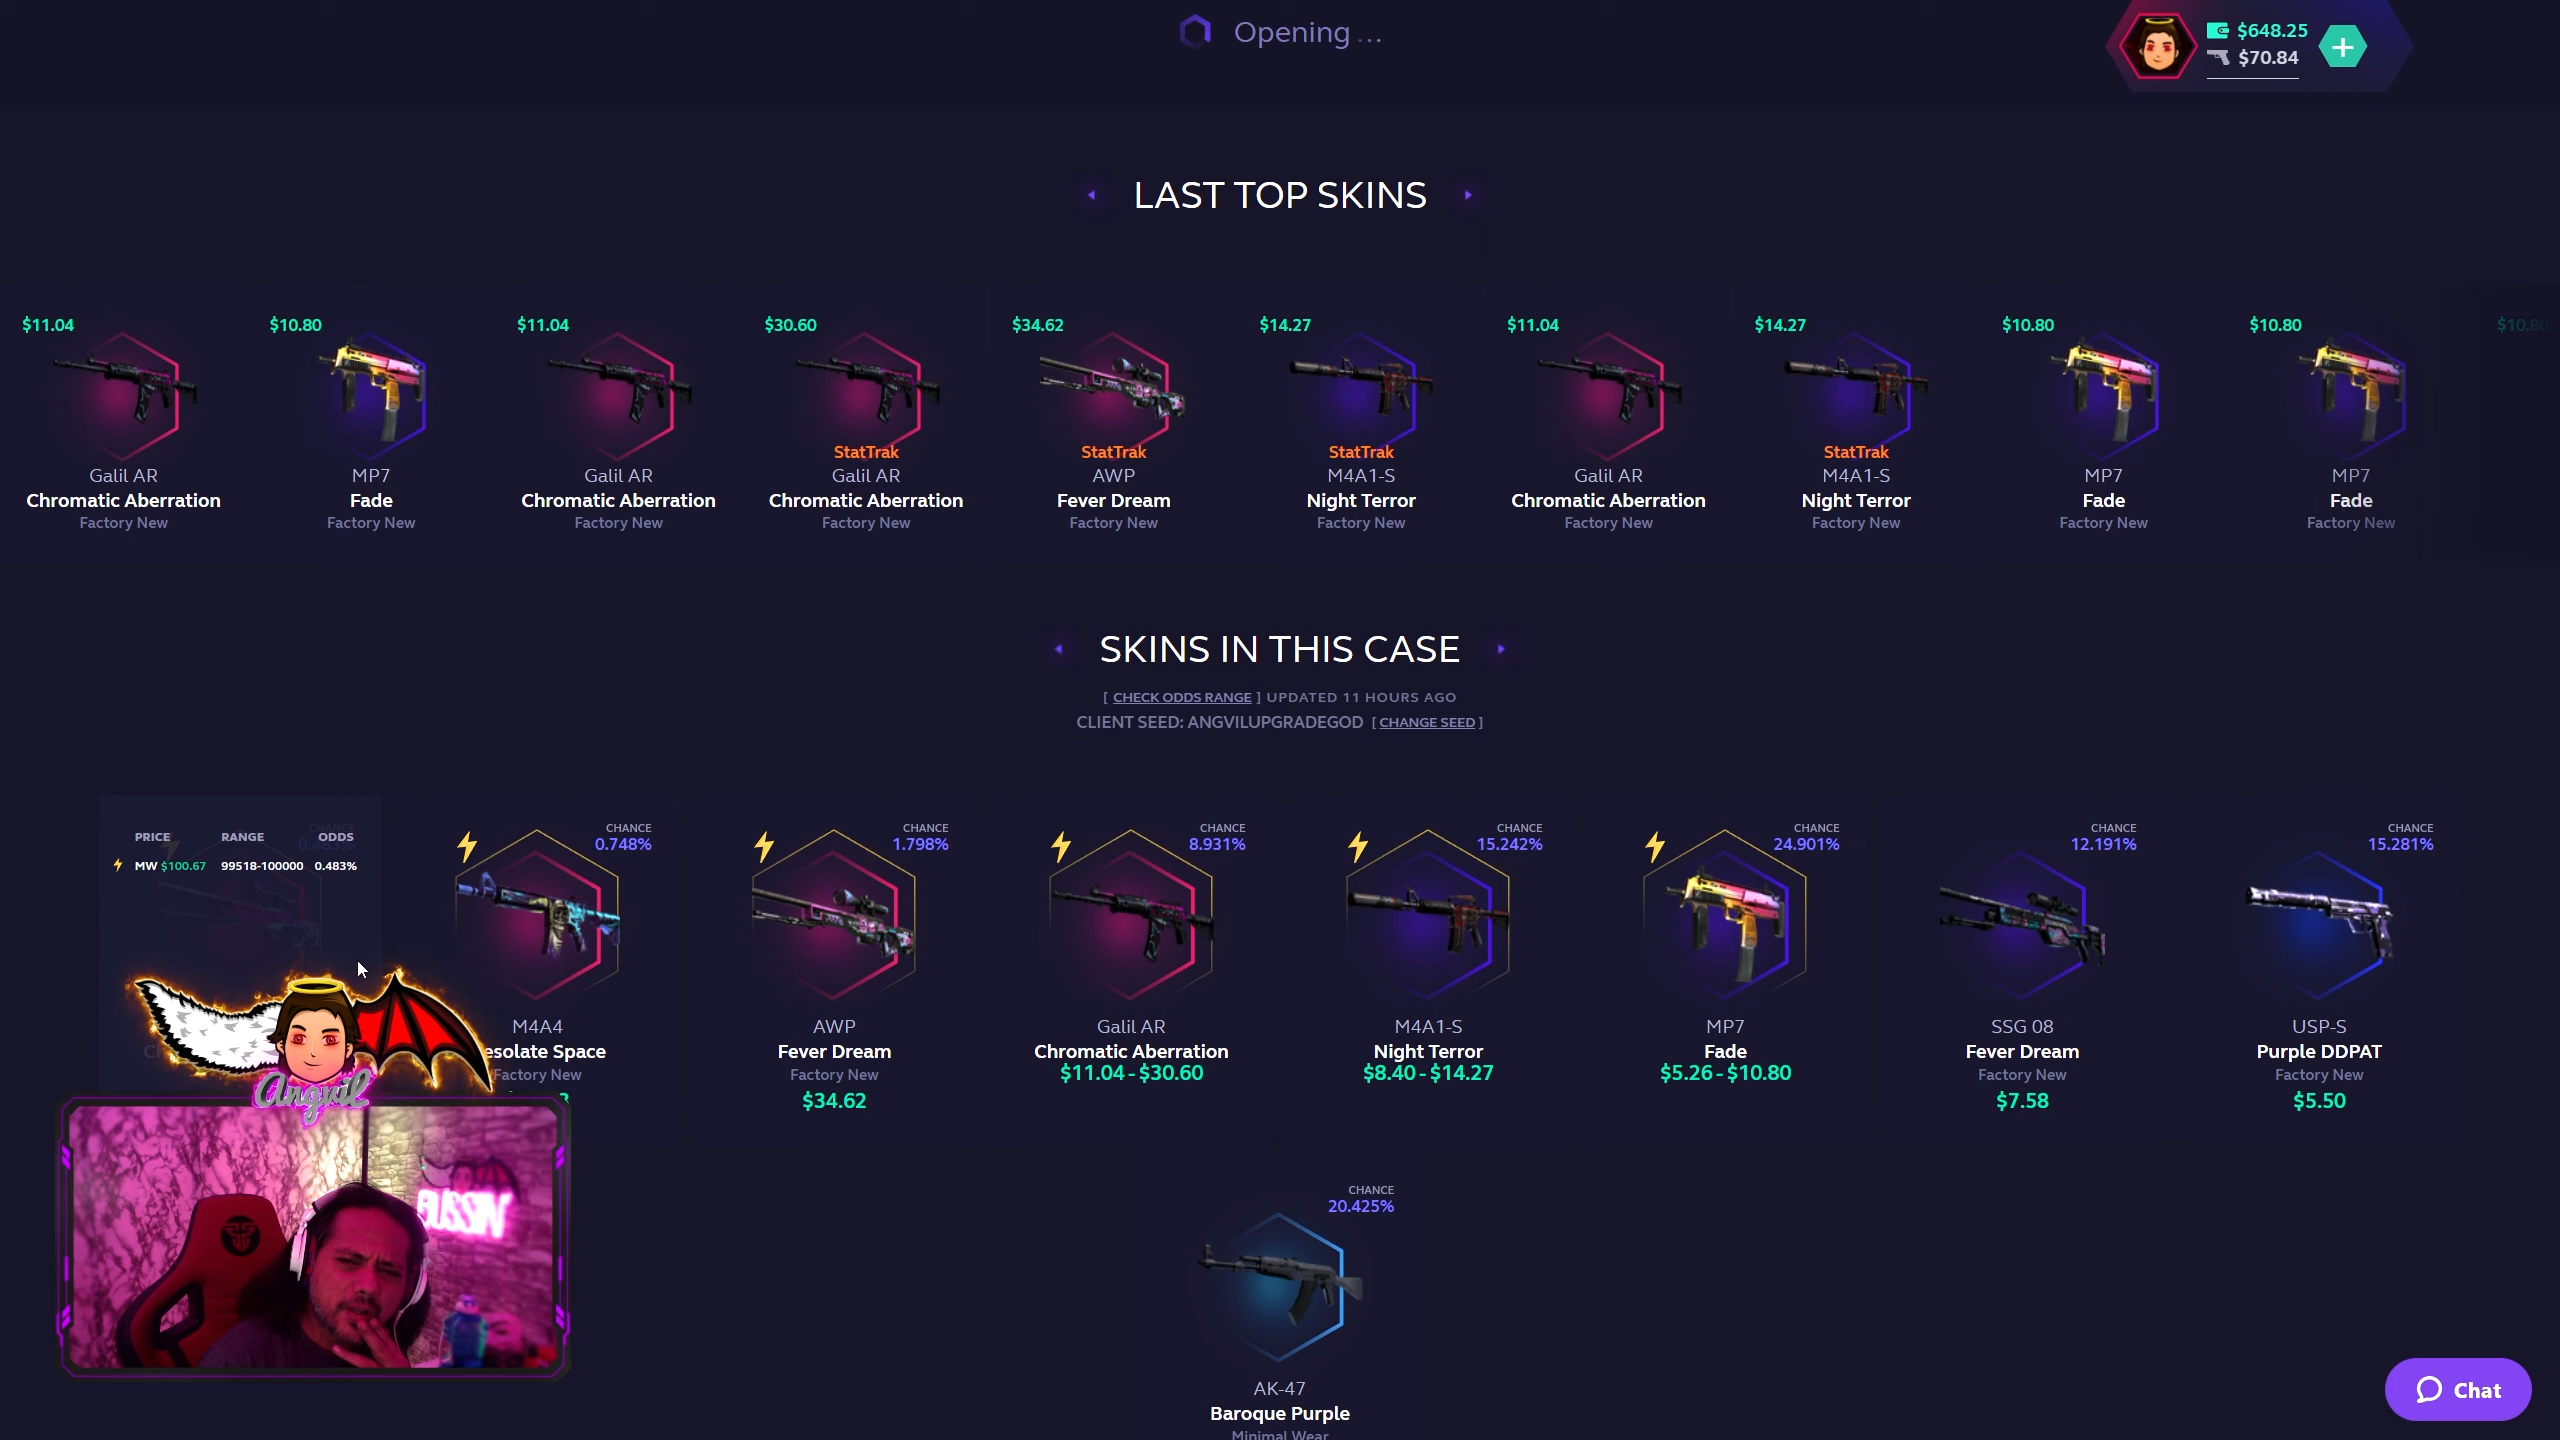 Opening ...
$648.25
$70.84
LAST TOP SKINS
$11.04
Galil AR
Chromatic Aberration
Factory New
$10.80
MP7
Fade
Factory New
$11.04
Galil AR
Chromatic Aberration
Factory New
$30.60
StatTrak
Galil AR
Chromatic Aberration
Factory New
$34.62
StatTrak
AWP
Fever Dream
Factory New
$14.27
StatTrak
M4A1-S
Night Terror
Factory New
$11.04
Galil AR
Chromatic Aberration
Factory New
$14.27
StatTrak
M4A1-S
Night Terror
Factory New
$10.80
MP7
Fade
Factory New
$10.80
MP7
Fade
Factory New
$10.80
SKINS IN THIS CASE
[ CHECK ODDS RANGE ] UPDATED 11 HOURS AGO
CLIENT SEED: ANGVILUPGRADEGOD [ CHANGE SEED ]
PRICE RANGE ODDS
MW $100.67 99518-100000 0.483%
CHANCE
0.748%
M4A4
esolate Space
Factory New
CHANCE
1.798%
AWP
Fever Dream
Factory New
$34.62
CHANCE
8.931%
Galil AR
Chromatic Aberration
$11.04 - $30.60
CHANCE
15.242%
M4A1-S
Night Terror
$8.40 - $14.27
CHANCE
24.901%
MP7
Fade
$5.26 - $10.80
CHANCE
12.191%
SSG 08
Fever Dream
Factory New
$7.58
CHANCE
15.281%
USP-S
Purple DDPAT
Factory New
$5.50
CHANCE
20.425%
AK-47
Baroque Purple
Minimal Wear
Angvil
BUSSIN'
Chat